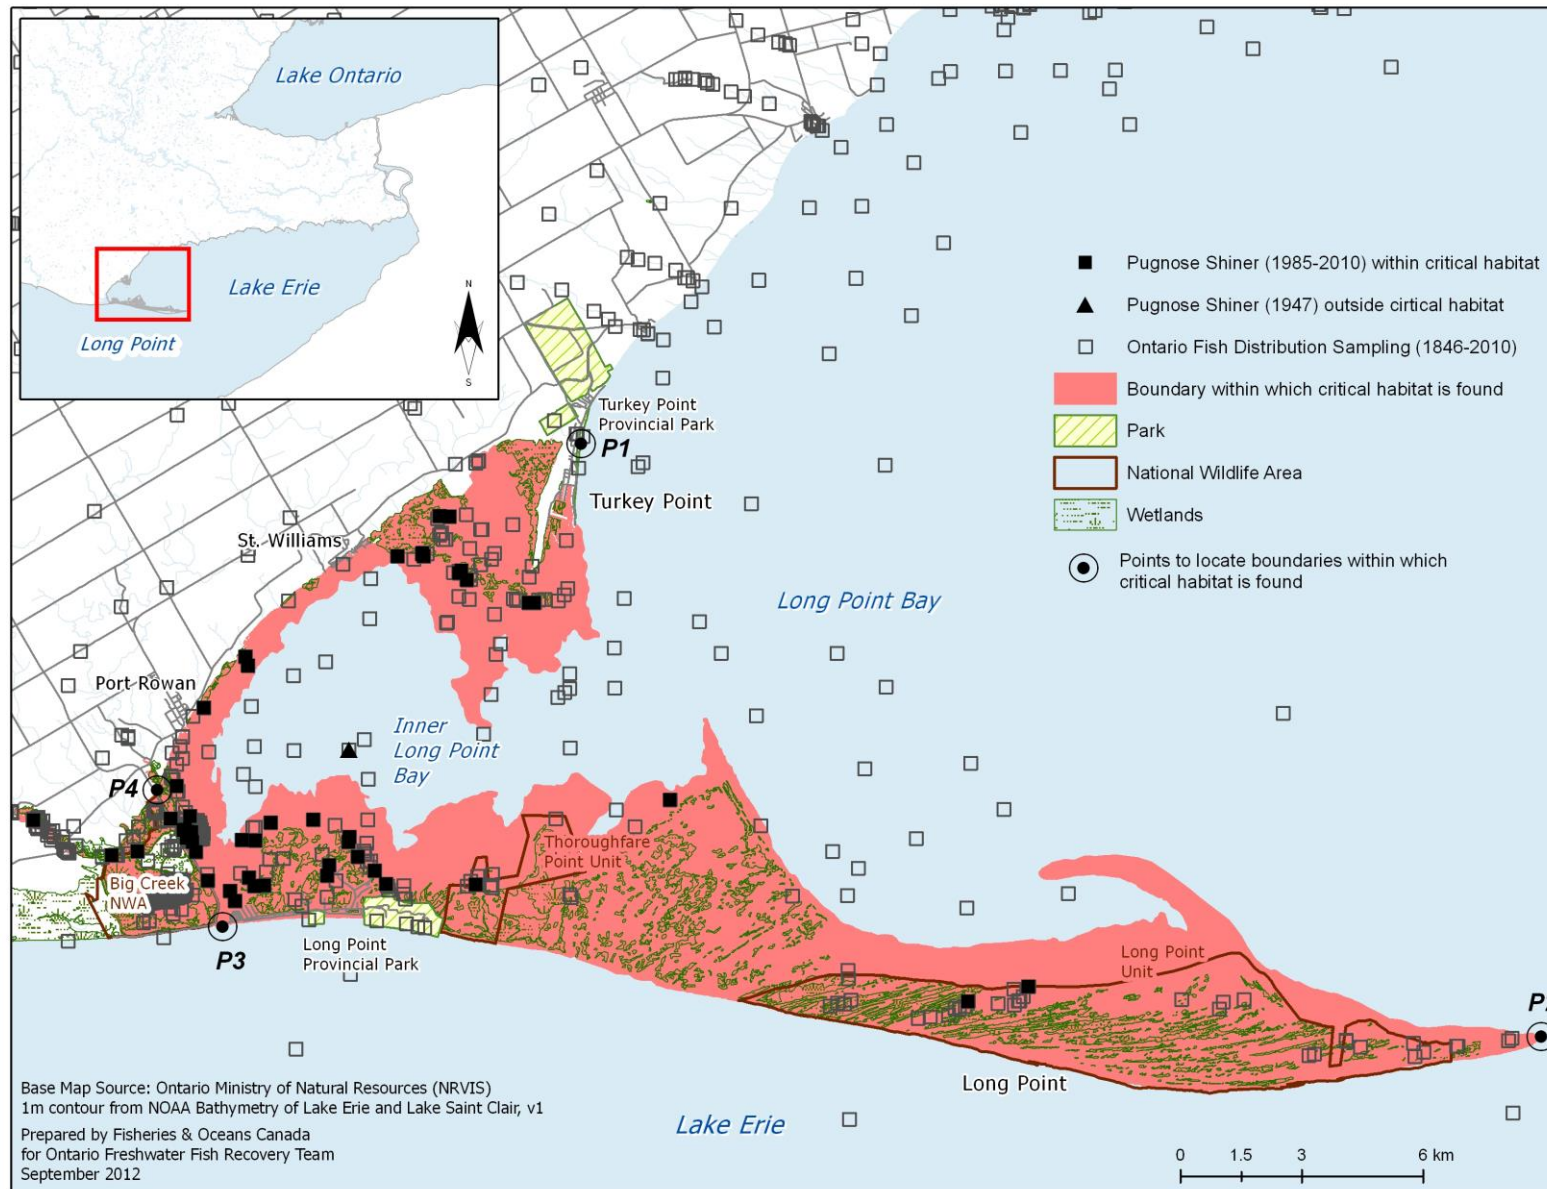 Lake Ontario
Lake Erie
Long Point
N
S
Pugnose Shiner (1985-2010) within critical habitat
Pugnose Shiner (1947) outside cirtical habitat
Ontario Fish Distribution Sampling (1846-2010)
Boundary within which critical habitat is found
Park
National Wildlife Area
Wetlands
Points to locate boundaries within which
critical habitat is found
Turkey Point
Provincial Park
P1
Turkey Point
St. Williams
Long Point Bay
Port Rowan
Inner
Long Point
Bay
P4
Thoroughfare
Point Unit
Big Creek
NWA
P3
Long Point
Provincial Park
Long Point
Unit
Long Point
Lake Erie
Base Map Source: Ontario Ministry of Natural Resources (NRVIS)
1m contour from NOAA Bathymetry of Lake Erie and Lake Saint Clair, v1
Prepared by Fisheries & Oceans Canada
for Ontario Freshwater Fish Recovery Team
September 2012
0 1.5 3 6 km